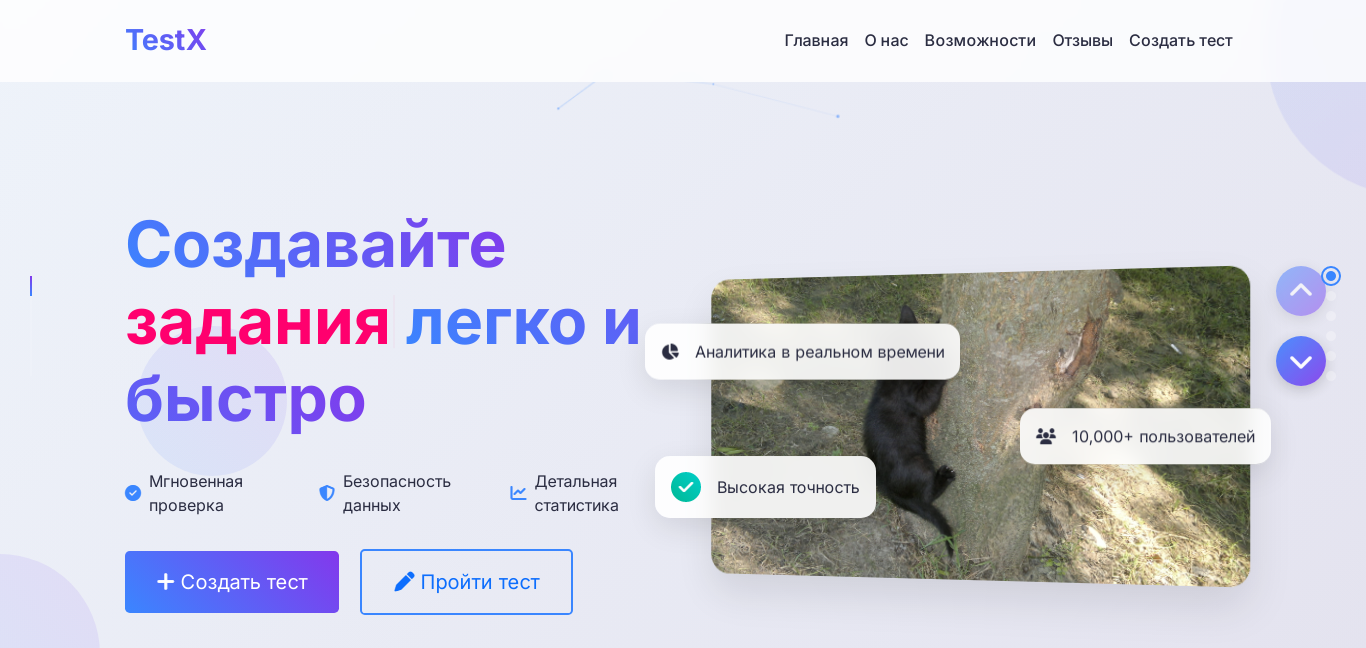 TestX
Главная О нас Возможности Отзывы Создать тест
Создавайте
задания легко и
быстро
Мгновенная проверка
Безопасность данных
Детальная статистика
Создать тест
Пройти тест
Аналитика в реальном времени
10,000+ пользователей
Высокая точность